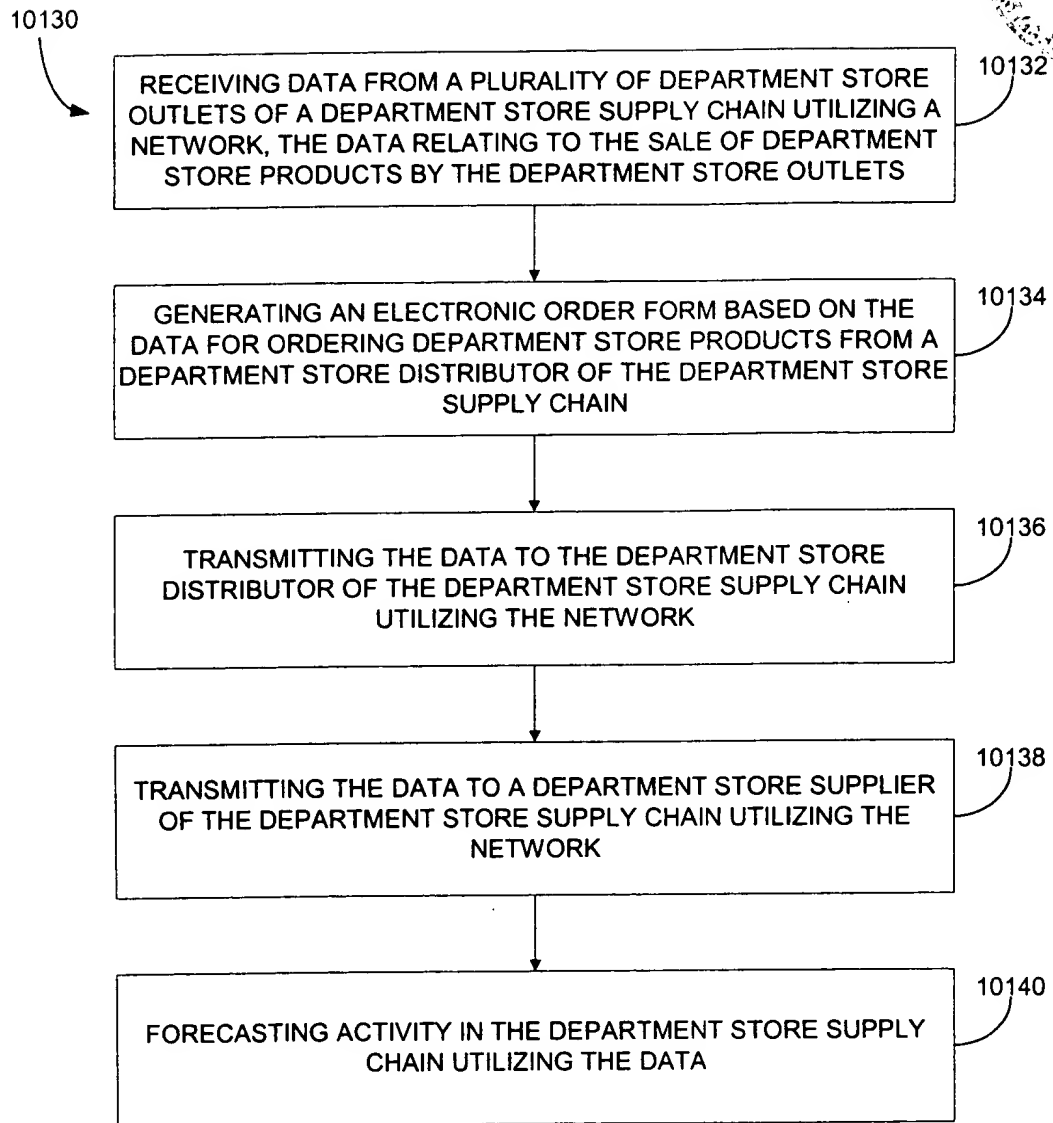 10130
RECEIVING DATA FROM A PLURALITY OF DEPARTMENT STORE
OUTLETS OF A DEPARTMENT STORE SUPPLY CHAIN UTILIZING A
NETWORK, THE DATA RELATING TO THE SALE OF DEPARTMENT
STORE PRODUCTS BY THE DEPARTMENT STORE OUTLETS
10132
GENERATING AN ELECTRONIC ORDER FORM BASED ON THE
DATA FOR ORDERING DEPARTMENT STORE PRODUCTS FROM A
DEPARTMENT STORE DISTRIBUTOR OF THE DEPARTMENT STORE
SUPPLY CHAIN
10134
TRANSMITTING THE DATA TO THE DEPARTMENT STORE
DISTRIBUTOR OF THE DEPARTMENT STORE SUPPLY CHAIN
UTILIZING THE NETWORK
10136
TRANSMITTING THE DATA TO A DEPARTMENT STORE SUPPLIER
OF THE DEPARTMENT STORE SUPPLY CHAIN UTILIZING THE
NETWORK
10138
FORECASTING ACTIVITY IN THE DEPARTMENT STORE SUPPLY
CHAIN UTILIZING THE DATA
10140